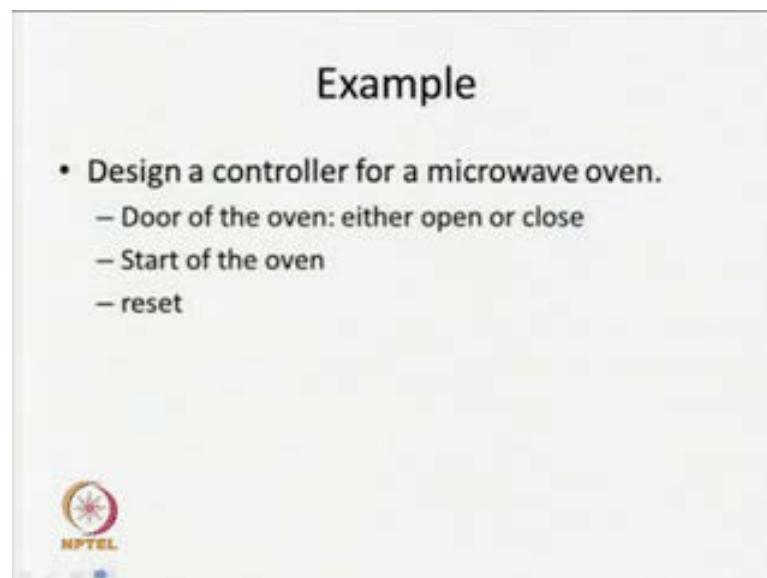 Example
• Design a controller for a microwave oven.
– Door of the oven: either open or close
– Start of the oven
– reset
NPTEL